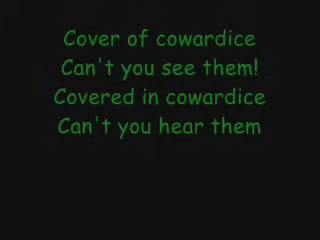 Cover of cowardice
Can't you see them!
Covered in cowardice
Can't you hear them